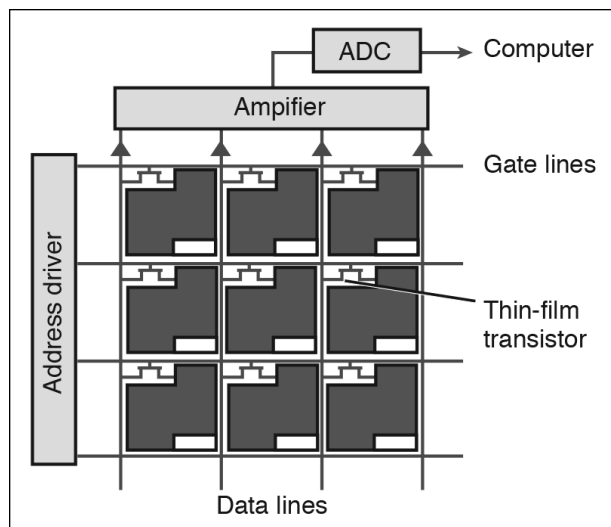 ADC
Computer
Ampifier
Gate lines
Address driver
Thin-film
transistor
Data lines